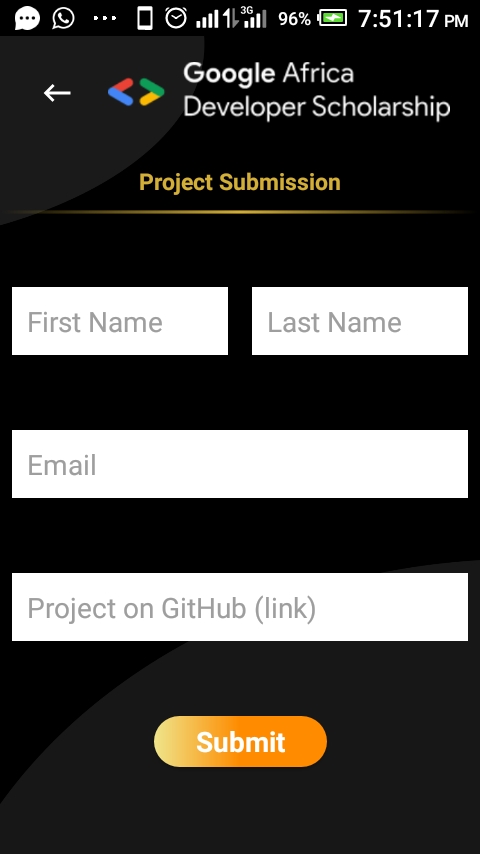 3G 96% 7:51:17 PM
Google Africa
Developer Scholarship
Project Submission
First Name Last Name
Email
Project on GitHub (link)
Submit